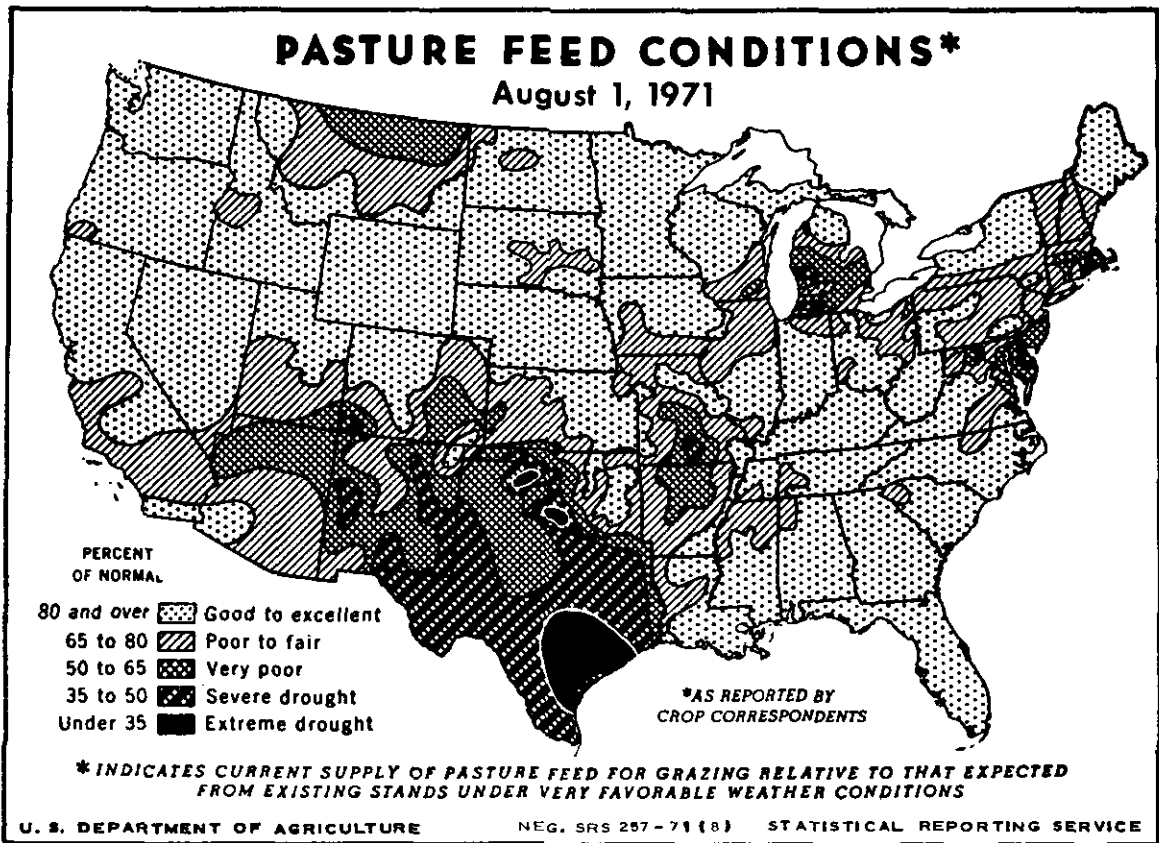 PASTURE FEED CONDITIONS*
August 1, 1971
PERCENT
OF NORMAL
80 and over Good to excellent
65 to 80 Poor to fair
50 to 65 Very poor
35 to 50 Severe drought
Under 35 Extreme drought
*AS REPORTED BY
CROP CORRESPONDENTS
* INDICATES CURRENT SUPPLY OF PASTURE FEED FOR GRAZING RELATIVE TO THAT EXPECTED
FROM EXISTING STANDS UNDER VERY FAVORABLE WEATHER CONDITIONS
U. S. DEPARTMENT OF AGRICULTURE NEG. SRS 257-71 (8) STATISTICAL REPORTING SERVICE